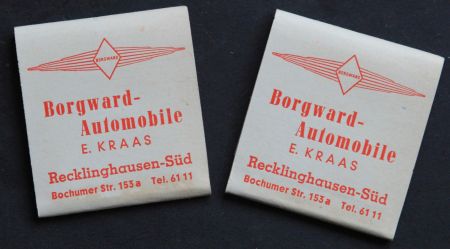 BORGWARD
Borgward-
Automobile
E. KRAAS
Recklinghausen-Süd
Bochumer Str. 153a Tel. 61 11
BORGWARD
Borgward-
Automobile
E. KRAAS
Recklinghausen-Süd
Bochumer Str. 153a Tel. 61 11